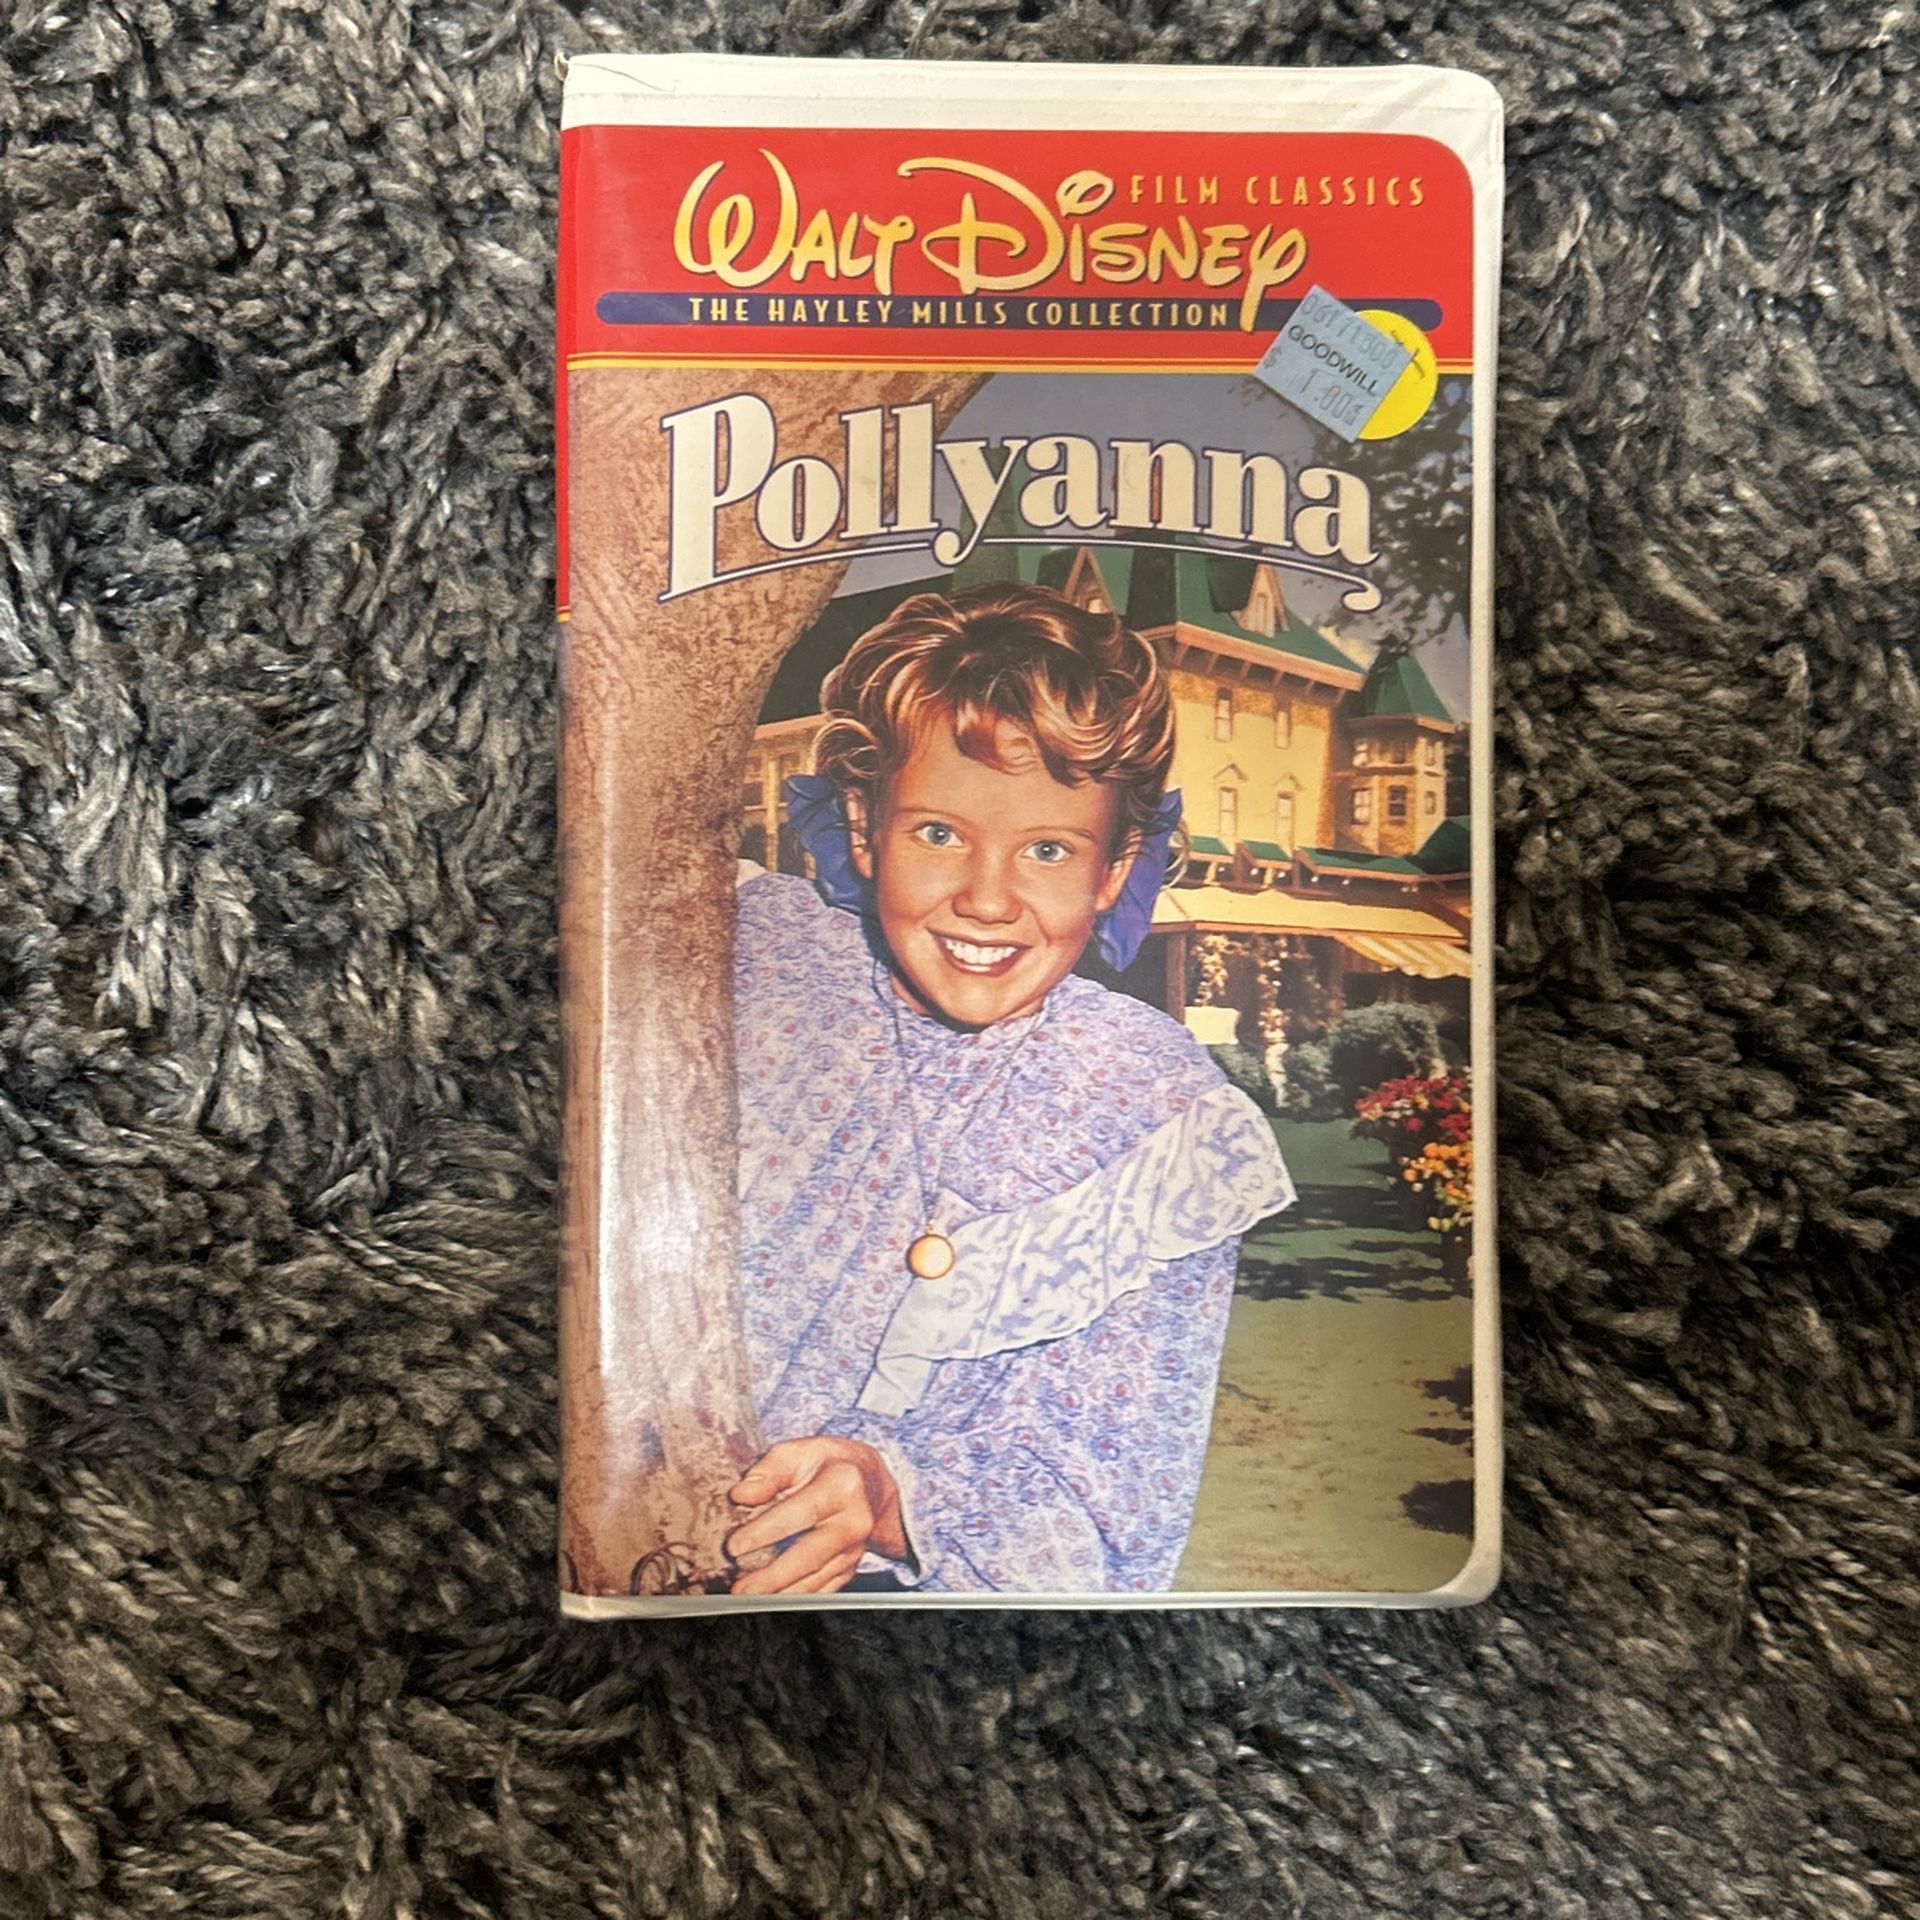 FILM CLASSICS
WALT DISNEY
THE HAYLEY MILLS COLLECTION
GOODWILL
$ 1.00
Pollyanna